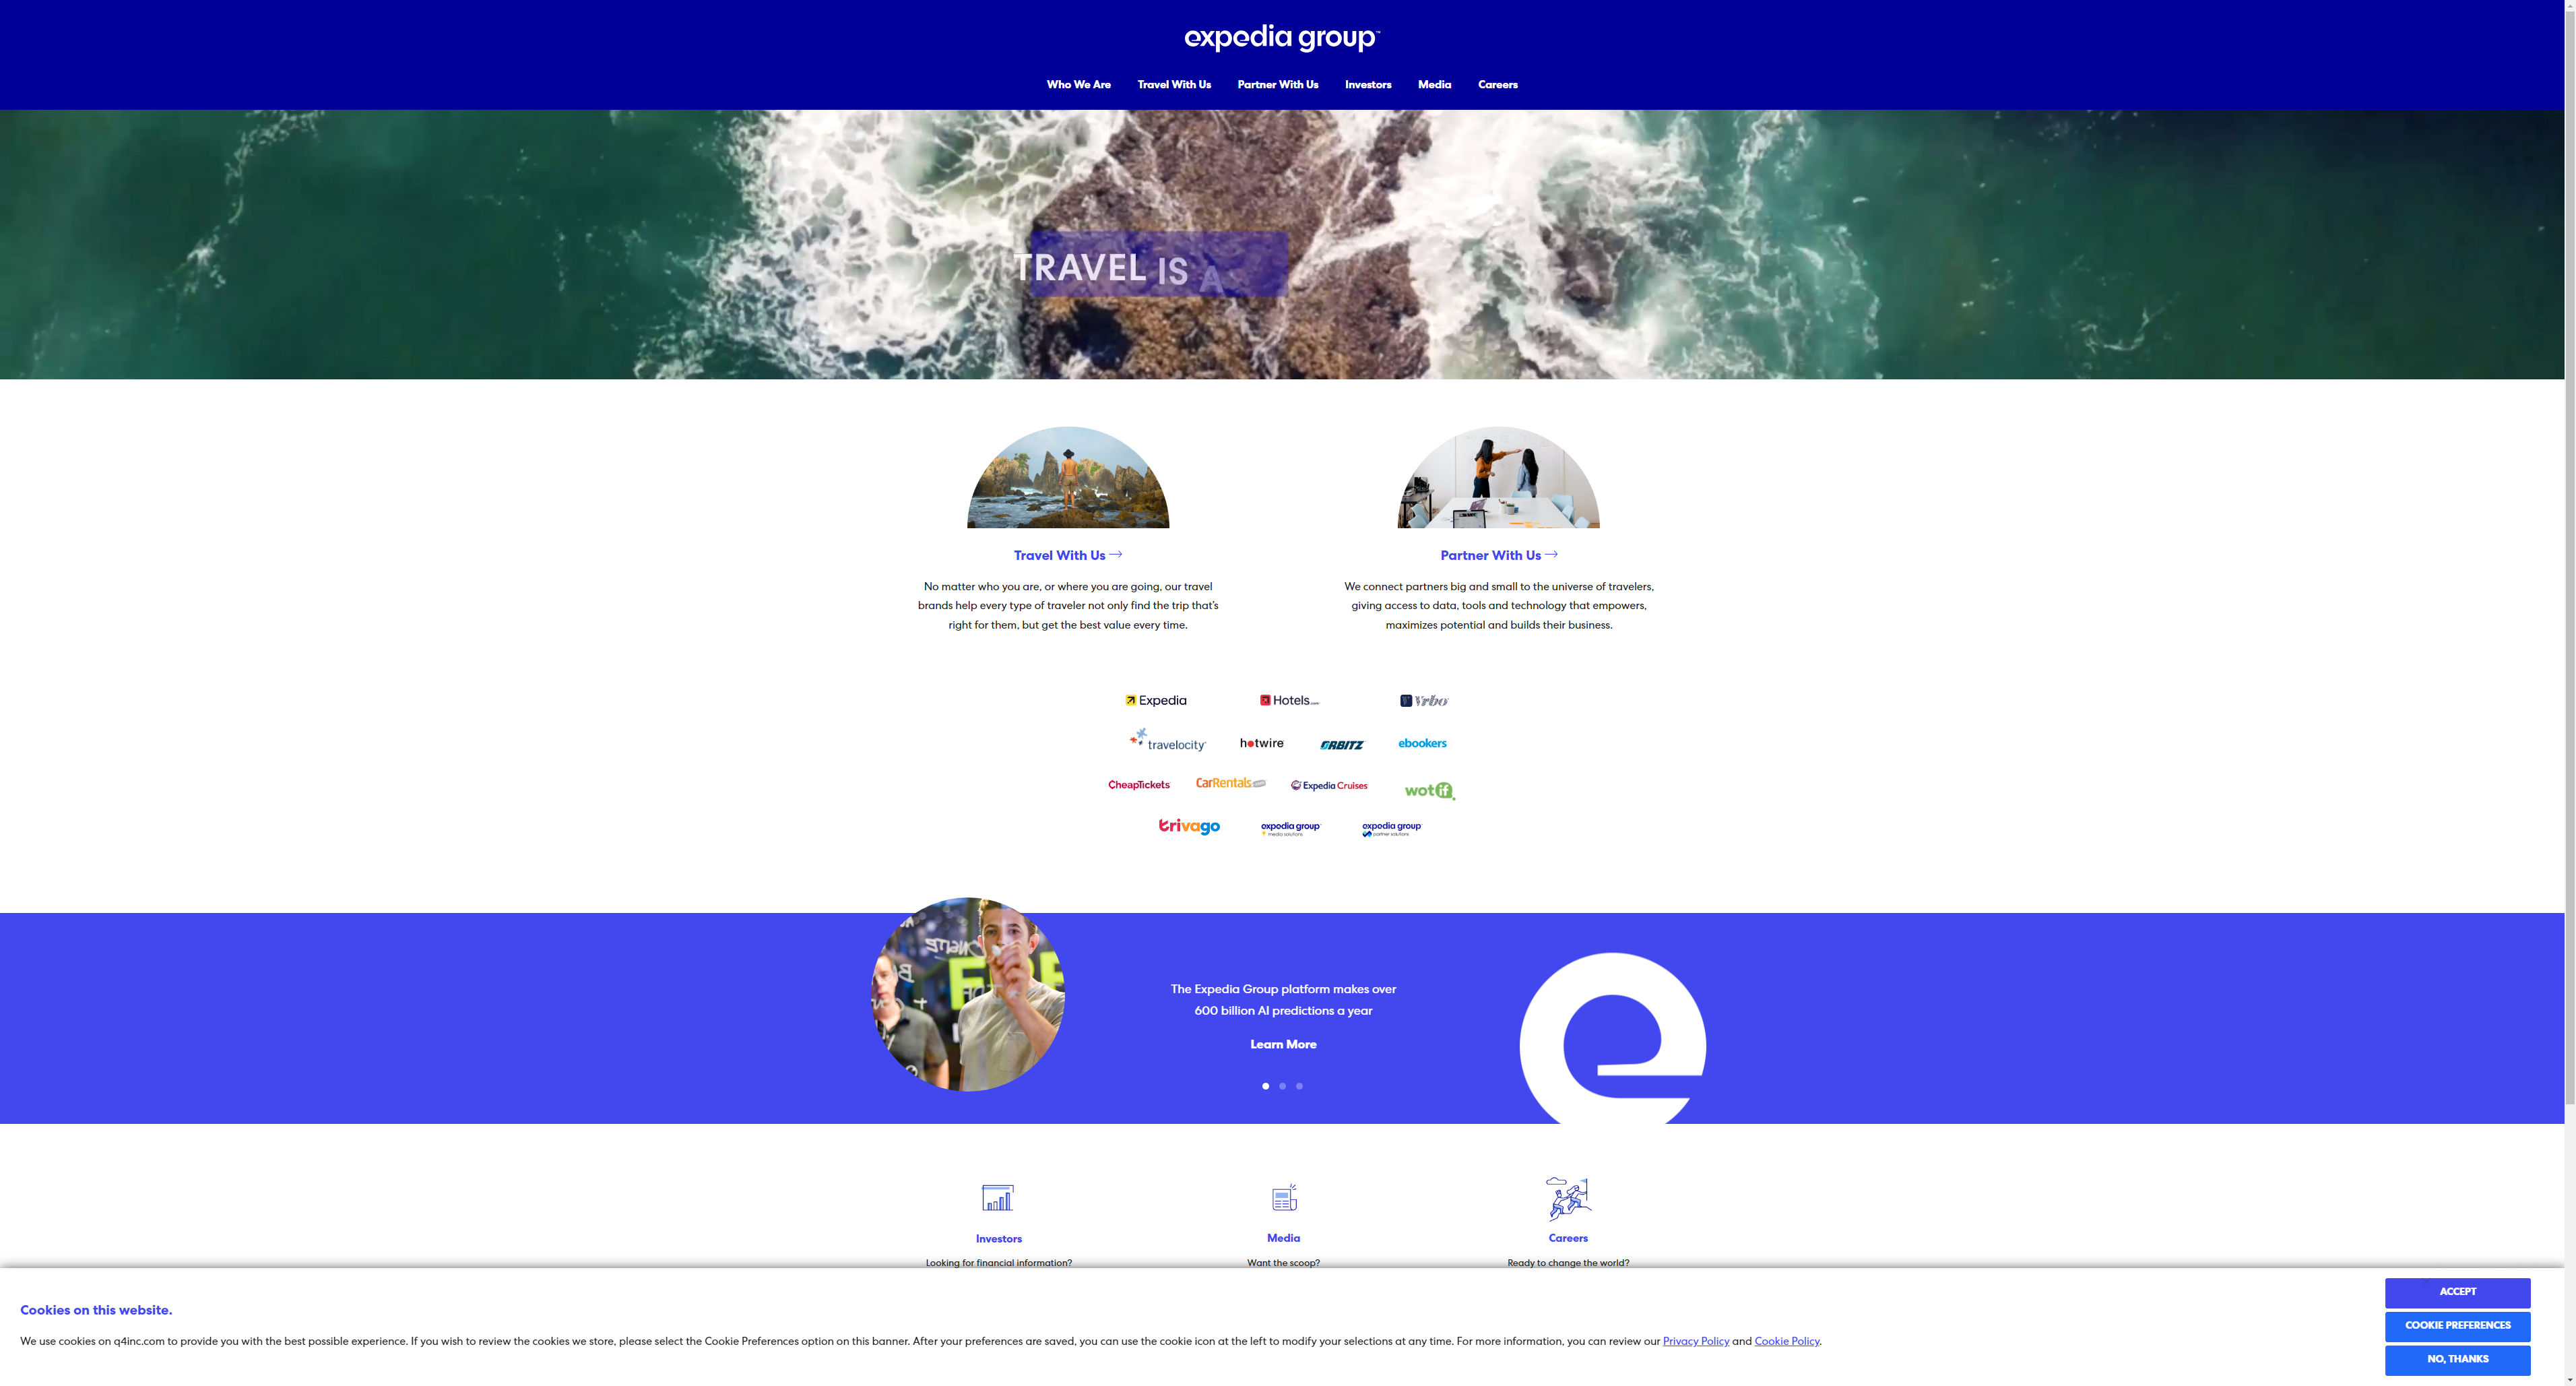 expedia group™
Who We Are Travel With Us Partner With Us Investors Media Careers
TRAVEL IS A
Travel With Us
No matter who you are, or where you are going, our travel
brands help every type of traveler not only find the trip that's
right for them, but get the best value every time.
Partner With Us
We connect partners big and small to the universe of travelers,
giving access to data, tools and technology that empowers,
maximizes potential and builds their business.
Expedia Hotels.com Vrbo
travelocity hotwire ORBITZ ebookers
CheapTickets CarRentals Expedia Cruises wotif.
trivago expedia group media solutions expedia group partner solutions
The Expedia Group platform makes over
600 billion AI predictions a year
Learn More
Investors
Looking for financial information?
Media
Want the scoop?
Careers
Ready to change the world?
Cookies on this website.
We use cookies on q4inc.com to provide you with the best possible experience. If you wish to review the cookies we store, please select the Cookie Preferences option on this banner. After your preferences are saved, you can use the cookie icon at the left to modify your selections at any time. For more information, you can review our Privacy Policy and Cookie Policy.
ACCEPT
COOKIE PREFERENCES
NO, THANKS